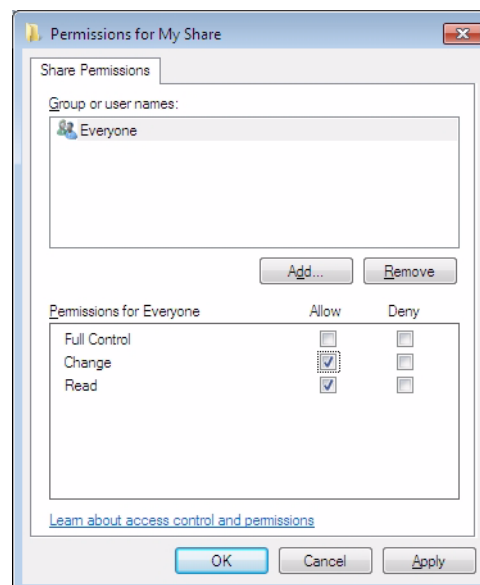 Permissions for My Share
Share Permissions
Group or user names:
Everyone
Add... Remove
Permissions for Everyone Allow Deny
Full Control
Change
Read
Learn about access control and permissions
OK Cancel Apply